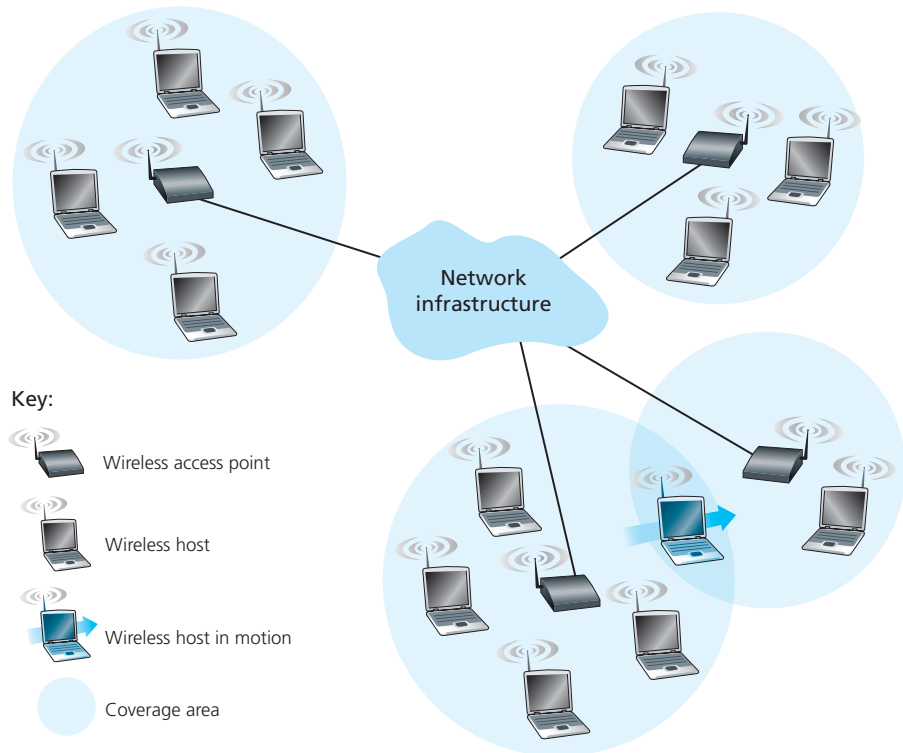 Network
infrastructure
Key:
Wireless access point
Wireless host
Wireless host in motion
Coverage area